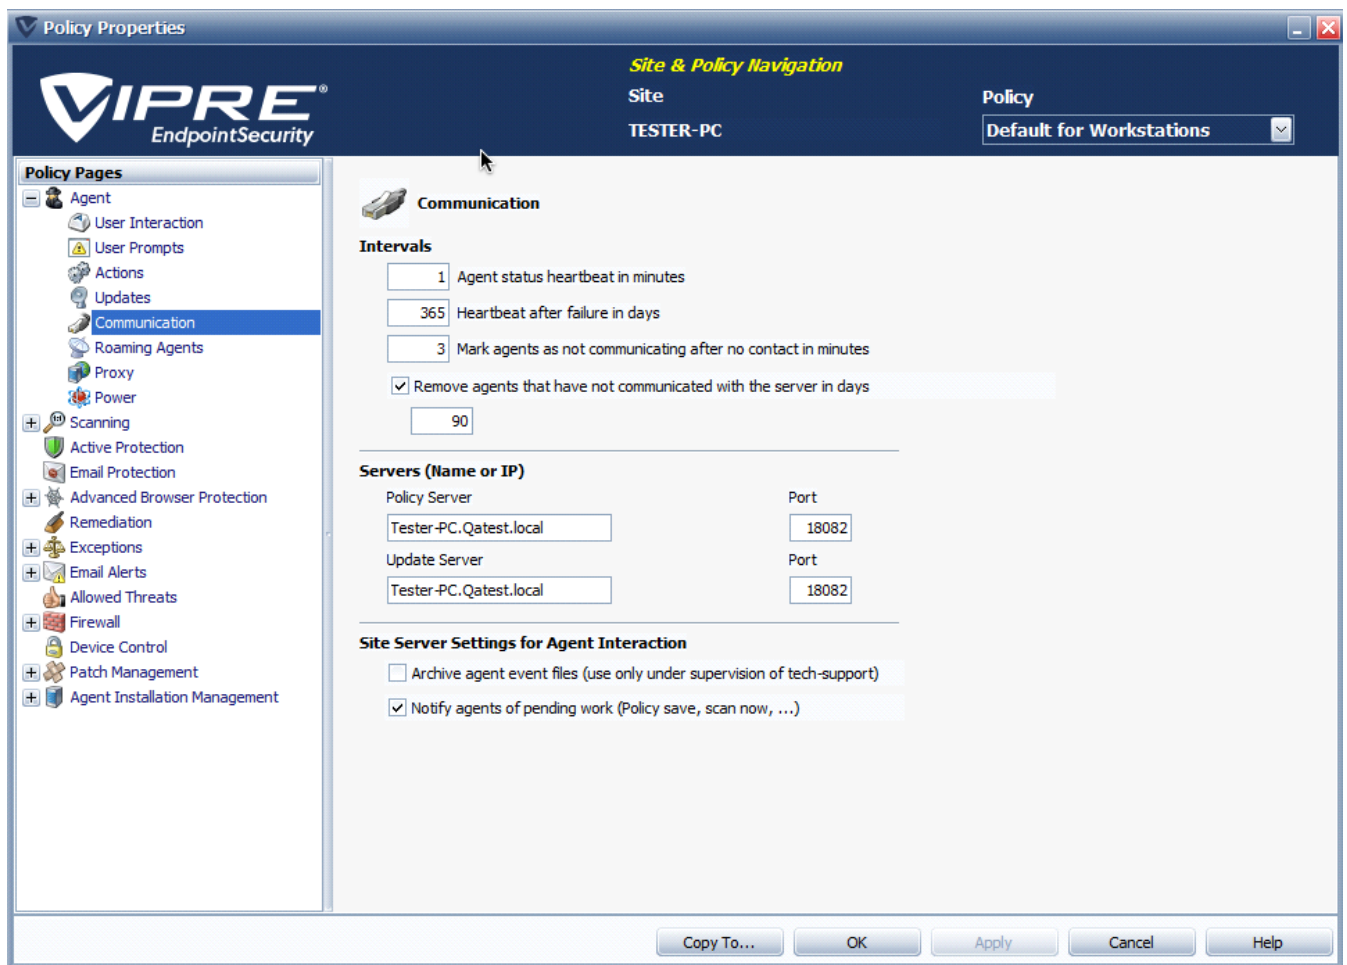 Policy Properties
VIPRE®
EndpointSecurity
Site & Policy Navigation
Site
Policy
TESTER-PC
Default for Workstations
Policy Pages
Agent
User Interaction
User Prompts
Actions
Updates
Communication
Roaming Agents
Proxy
Power
Scanning
Active Protection
Email Protection
Advanced Browser Protection
Remediation
Exceptions
Email Alerts
Allowed Threats
Firewall
Device Control
Patch Management
Agent Installation Management
Communication
Intervals
1 Agent status heartbeat in minutes
365 Heartbeat after failure in days
3 Mark agents as not communicating after no contact in minutes
Remove agents that have not communicated with the server in days
90
Servers (Name or IP)
Policy Server Port
Tester-PC.Qatest.local 18082
Update Server Port
Tester-PC.Qatest.local 18082
Site Server Settings for Agent Interaction
Archive agent event files (use only under supervision of tech-support)
Notify agents of pending work (Policy save, scan now, ...)
Copy To... OK Apply Cancel Help